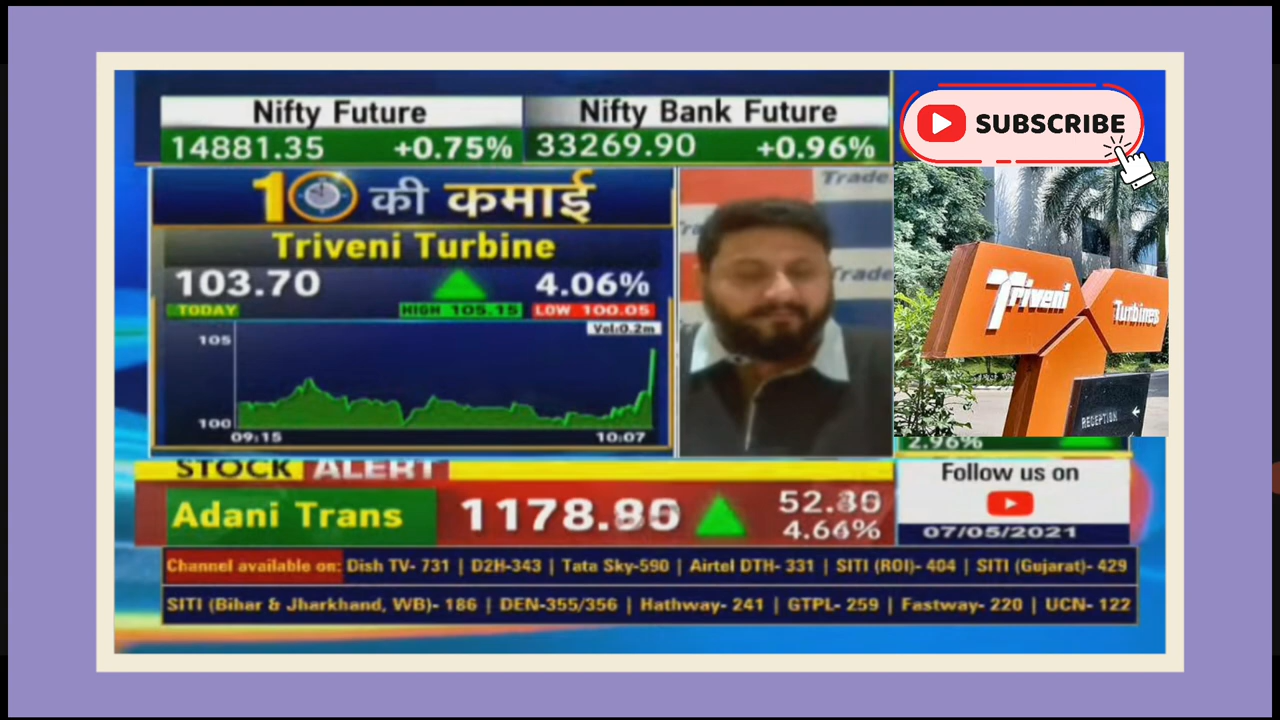 Nifty Future
14881.35 +0.75%
Nifty Bank Future
33269.90 +0.96%
SUBSCRIBE
10 की कमाई
Triveni Turbine
103.70 4.06%
TODAY HIGH 105.15 LOW 100.05
Vol:0.2m
105
100
09:15 10:07
Trade
Trade
Triveni Turbines
RECEPTION
2.96%
STOCK ALERT
Adani Trans 1178.80
4.66%
Follow us on
07/05/2021
Channel available on: Dish TV- 731 | D2H-343 | Tata Sky-590 | Airtel DTH- 331 | SITI (ROI)- 404 | SITI (Gujarat)- 429
SITI (Bihar & Jharkhand, WB)- 186 | DEN-355/356 | Hathway- 241 | GTPL- 259 | Fastway- 220 | UCN- 122